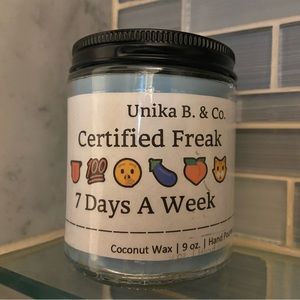 Unika B. & Co.
Certified Freak
👅💯😗🍆🍑🐱
7 Days A Week
Coconut Wax | 9 oz. | Hand